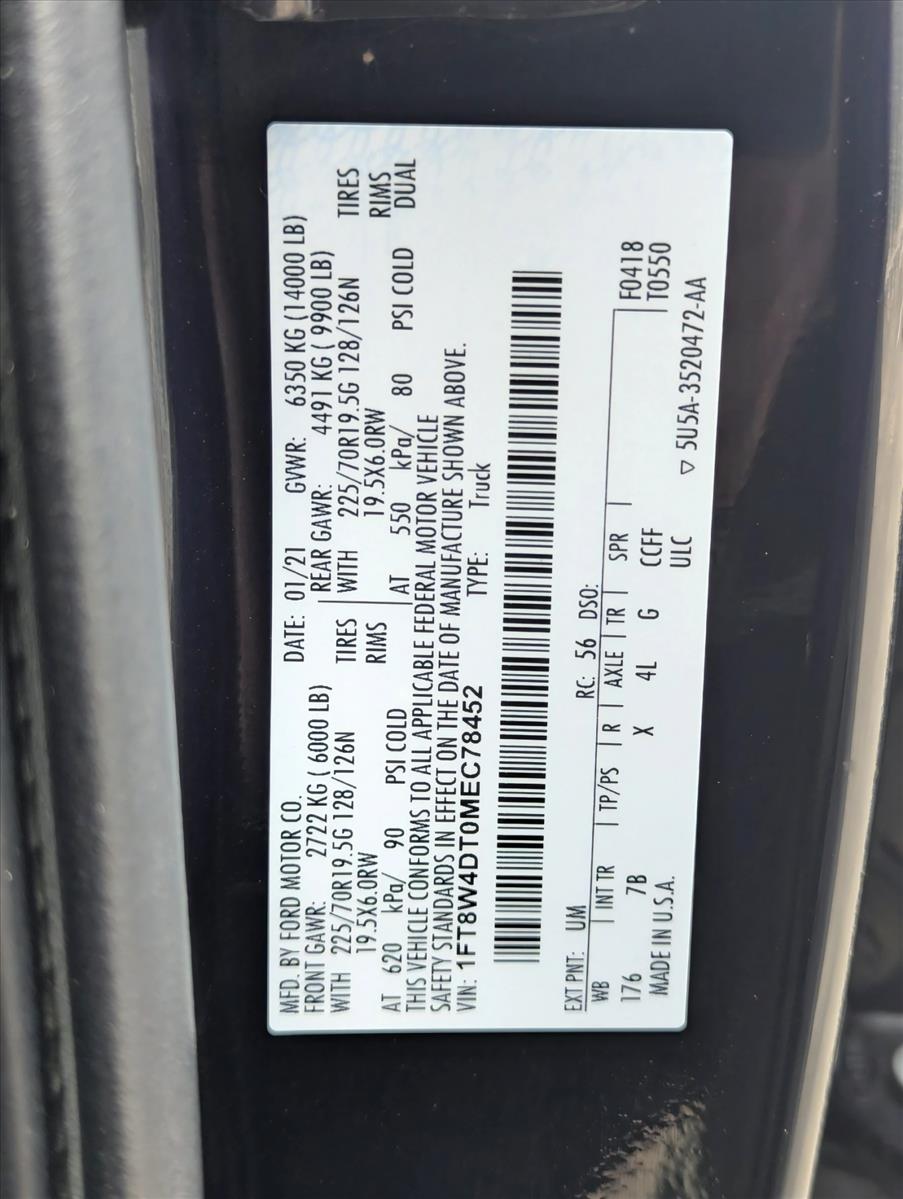 MFD. BY FORD MOTOR CO. DATE: 01/21 GVWR: 6350 KG (14000 LB)
FRONT GAWR: 2722 KG ( 6000 LB) REAR GAWR: 4491 KG ( 9900 LB)
WITH 225/70R19.5G 128/126N TIRES WITH 225/70R19.5G 128/126N TIRES
19.5X6.0RW RIMS 19.5X6.0RW RIMS
AT 620 kPa/ 90 PSI COLD AT 550 kPa/ 80 PSI COLD DUAL
THIS VEHICLE CONFORMS TO ALL APPLICABLE FEDERAL MOTOR VEHICLE
SAFETY STANDARDS IN EFFECT ON THE DATE OF MANUFACTURE SHOWN ABOVE.
VIN: 1FT8W4DT0MEC78452 TYPE: Truck
EXT PNT: UM RC: 56 DSO:
WB INT TR TP/PS R AXLE TR SPR F0418
176 7B X 4L G CCFF T0550
MADE IN U.S.A. ULC
▽ 5U5A-3520472-AA